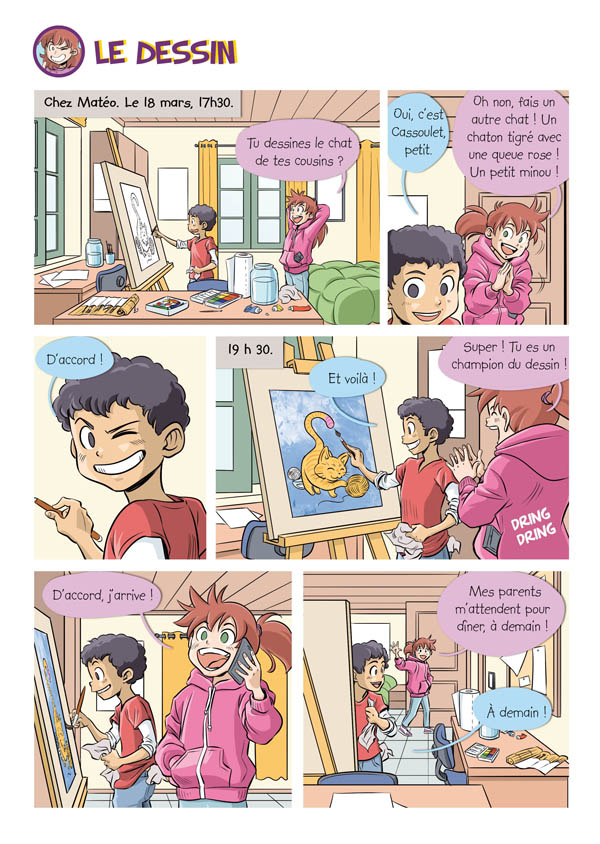 LE DESSIN
Chez Matéo. Le 18 mars, 17h30.
Tu dessines le chat
de tes cousins ?
Oui, c'est
Cassoulet,
petit.
Oh non, fais un
autre chat ! Un
chaton tigré avec
une queue rose !
Un petit minou !
D'accord !
19 h 30.
Et voilà !
Super ! Tu es un
champion du dessin !
DRING
DRING
D'accord, j'arrive !
Mes parents
m'attendent pour
dîner, à demain !
À demain !